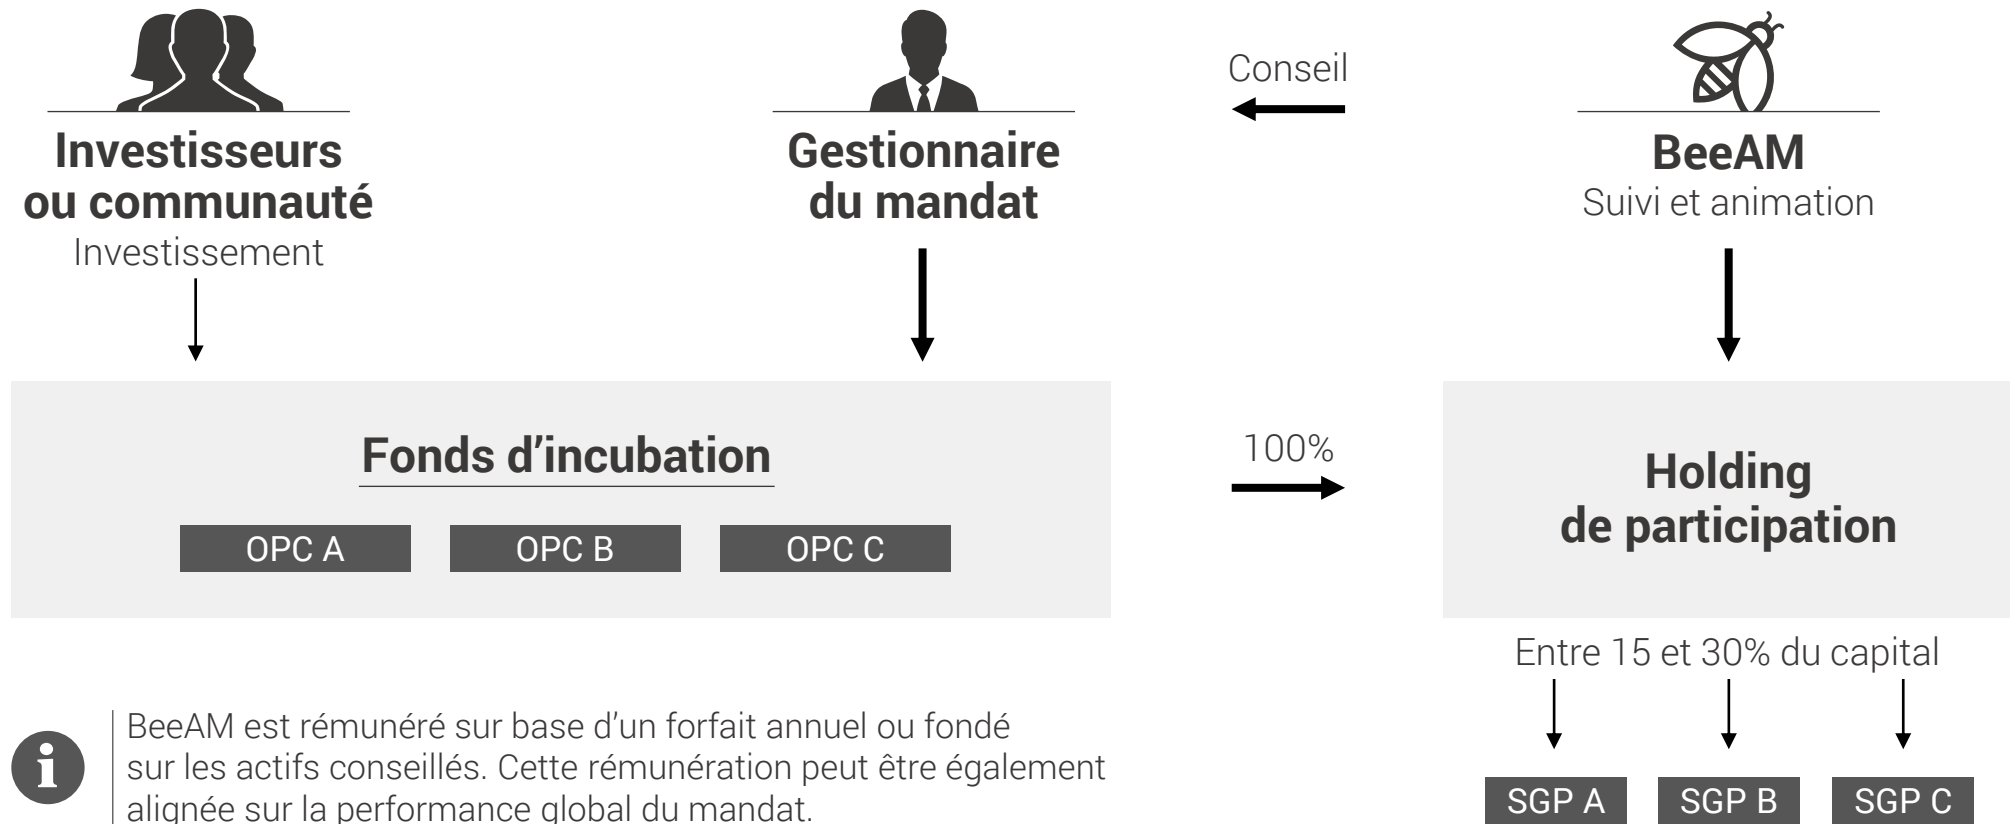 Investisseurs
ou communauté
Investissement
Gestionnaire
du mandat
Conseil
BeeAM
Suivi et animation
Fonds d’incubation
OPC A
OPC B
OPC C
100%
Holding
de participation
Entre 15 et 30% du capital
SGP A
SGP B
SGP C
i
BeeAM est rémunéré sur base d’un forfait annuel ou fondé
sur les actifs conseillés. Cette rémunération peut être également
alignée sur la performance global du mandat.